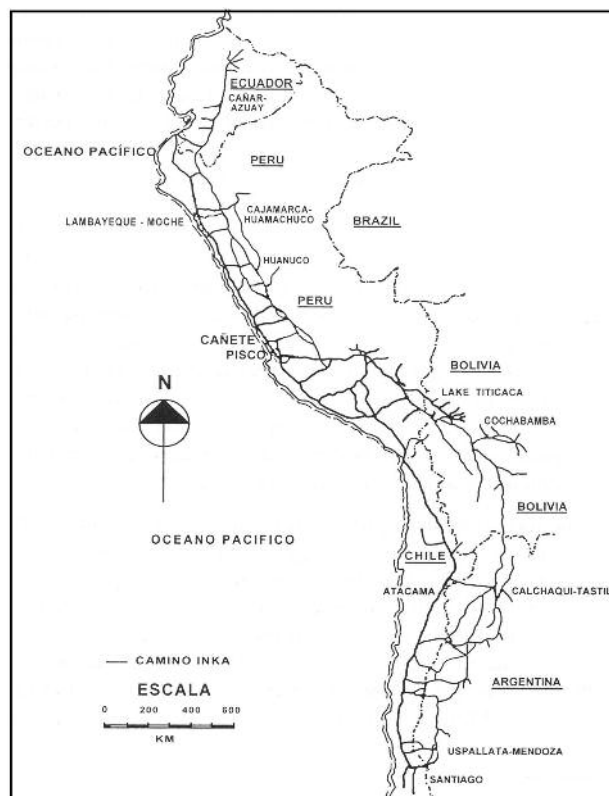 ECUADOR
CAÑAR-
AZUAY
OCEANO PACÍFICO
PERU
CAJAMARCA-
HUAMACHUCO
LAMBAYEQUE - MOCHE
BRAZIL
HUANUCO
PERU
CAÑETE
PISCO
BOLIVIA
LAKE TITICACA
N
COCHABAMBA
BOLIVIA
OCEANO PACIFICO
CHILE
ATACAMA
CALCHAQUI-TASTIL
CAMINO INKA
ARGENTINA
ESCALA
0 200 400 600
KM
USPALLATA-MENDOZA
SANTIAGO